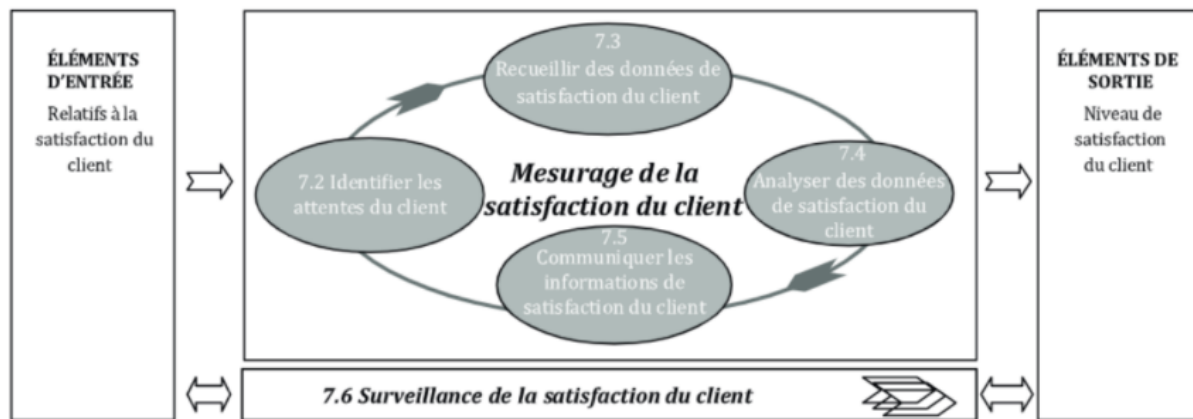 ÉLÉMENTS
D'ENTRÉE
Relatifs à la
satisfaction du
client
7.3
Recueillir des données de
satisfaction du client
7.2 Identifier les
attentes du client
Mesurage de la
satisfaction du client
7.4
Analyser des données
de satisfaction du
client
7.5
Communiquer les
informations de
satisfaction du client
7.6 Surveillance de la satisfaction du client
ÉLÉMENTS DE
SORTIE
Niveau de
satisfaction
du client